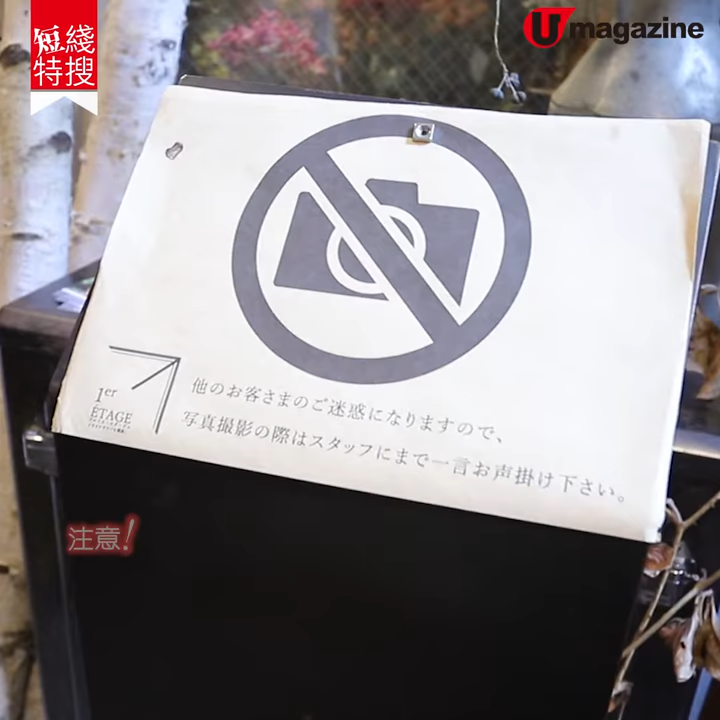 短綫
特搜
U magazine
1er
ÉTAGE
他のお客さまのご迷惑になりますので、
写真撮影の際はスタッフにまで一言お声掛け下さい。
注意!